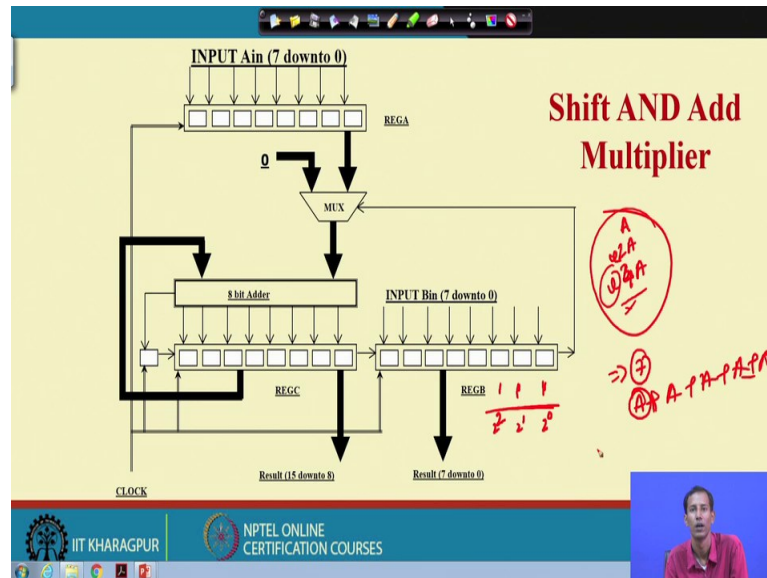 INPUT Ain (7 downto 0)
REGA
Shift AND Add
Multiplier
0
MUX
A
2A
8 bit Adder
INPUT Bin (7 downto 0)
REGC
REGB
1 1 1
2² 2¹ 2⁰
=> 7
A + A + A + A + A
Result (15 downto 8)
Result (7 downto 0)
CLOCK
IIT KHARAGPUR
NPTEL ONLINE
CERTIFICATION COURSES